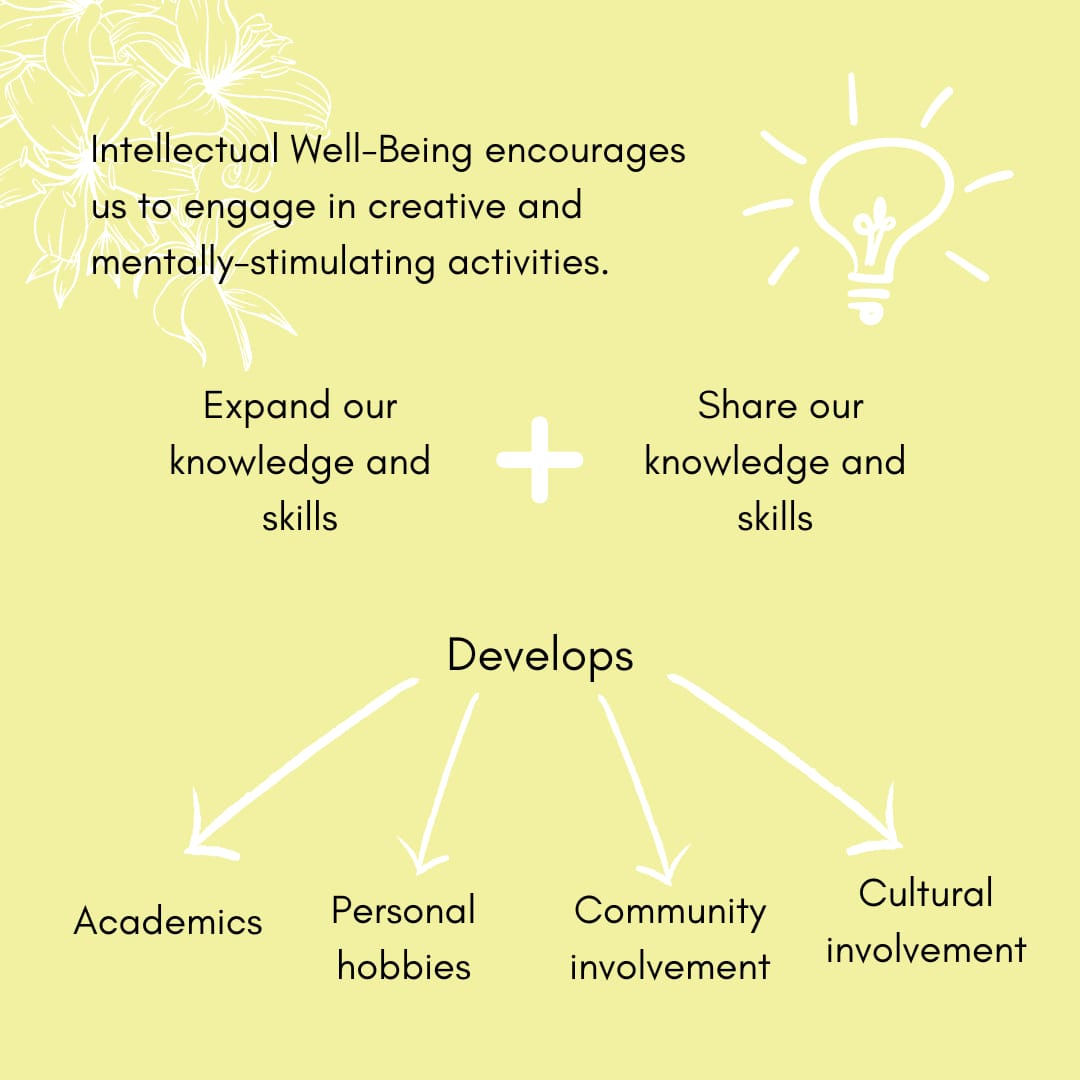 Intellectual Well-Being encourages
us to engage in creative and
mentally-stimulating activities.
Expand our
knowledge and
skills
Share our
knowledge and
skills
Develops
Academics
Personal
hobbies
Community
involvement
Cultural
involvement